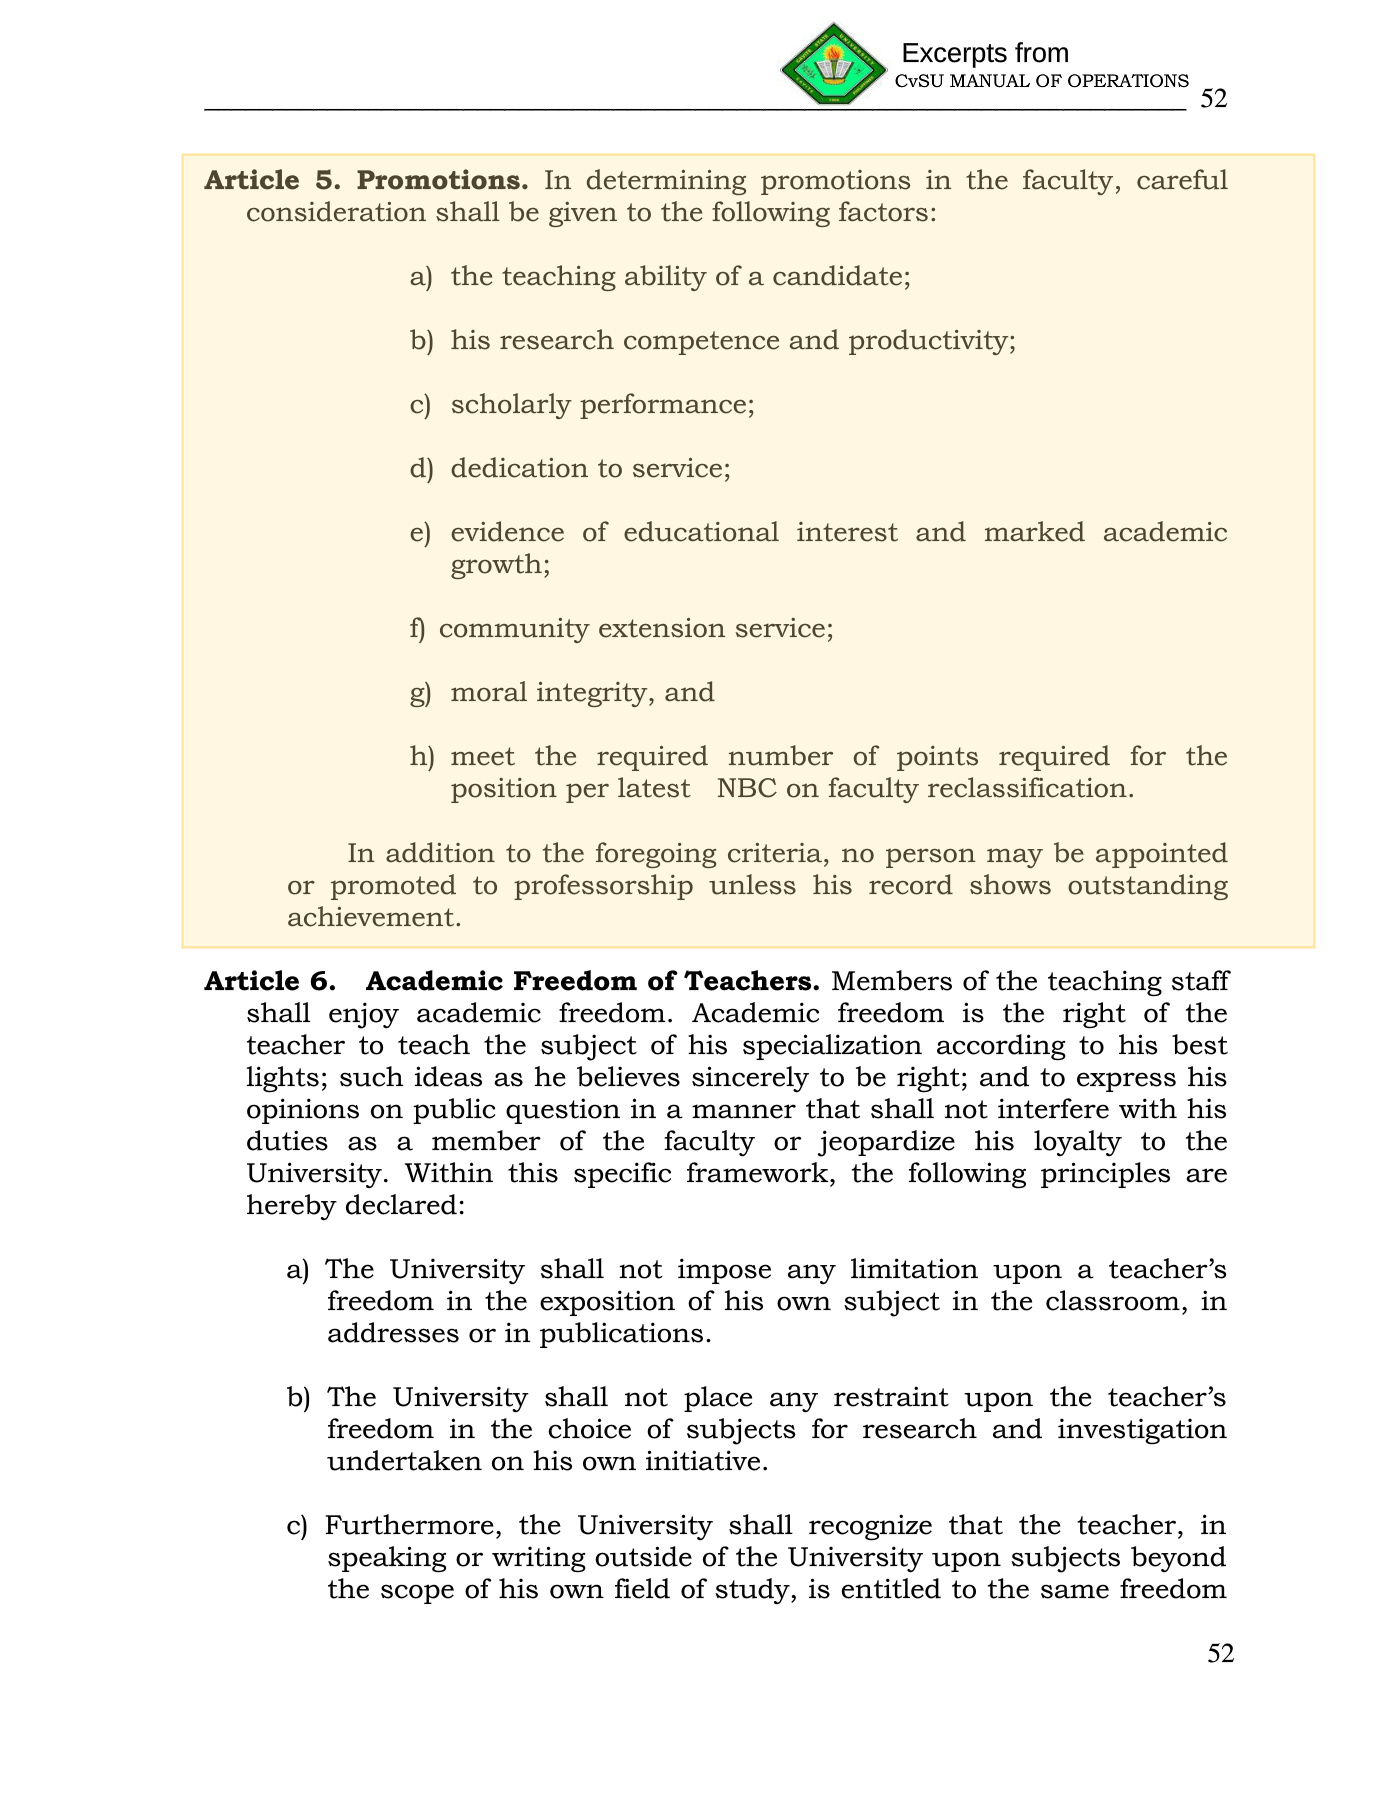 Excerpts from
CvSU MANUAL OF OPERATIONS
52
Article 5. Promotions. In determining promotions in the faculty, careful
consideration shall be given to the following factors:
a) the teaching ability of a candidate;
b) his research competence and productivity;
c) scholarly performance;
d) dedication to service;
e) evidence of educational interest and marked academic
growth;
f) community extension service;
g) moral integrity, and
h) meet the required number of points required for the
position per latest NBC on faculty reclassification.
In addition to the foregoing criteria, no person may be appointed
or promoted to professorship unless his record shows outstanding
achievement.
Article 6. Academic Freedom of Teachers. Members of the teaching staff
shall enjoy academic freedom. Academic freedom is the right of the
teacher to teach the subject of his specialization according to his best
lights; such ideas as he believes sincerely to be right; and to express his
opinions on public question in a manner that shall not interfere with his
duties as a member of the faculty or jeopardize his loyalty to the
University. Within this specific framework, the following principles are
hereby declared:
a) The University shall not impose any limitation upon a teacher’s
freedom in the exposition of his own subject in the classroom, in
addresses or in publications.
b) The University shall not place any restraint upon the teacher’s
freedom in the choice of subjects for research and investigation
undertaken on his own initiative.
c) Furthermore, the University shall recognize that the teacher, in
speaking or writing outside of the University upon subjects beyond
the scope of his own field of study, is entitled to the same freedom
52